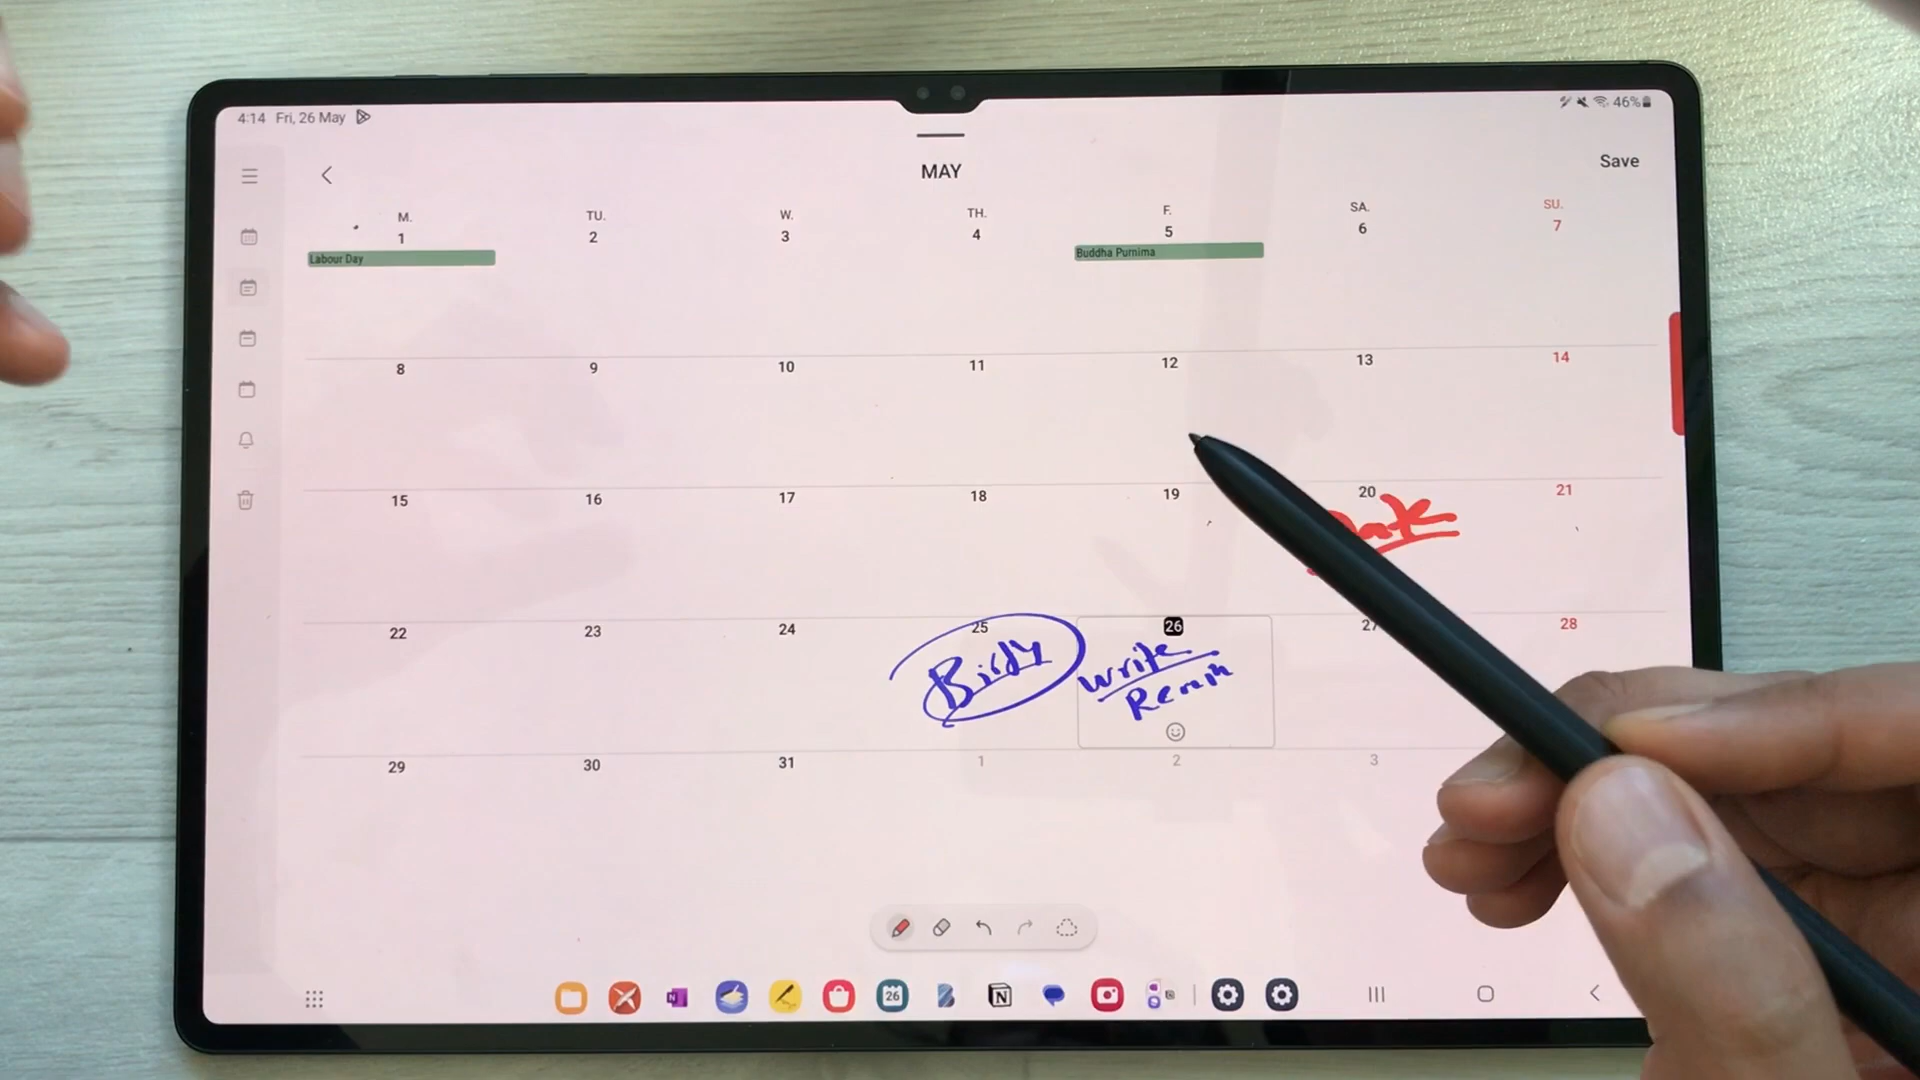 4:14 Fri, 26 May
46%
MAY
Save
M. TU. W. TH. F. SA. SU.
1 2 3 4 5 6 7
Labour Day
Buddha Purnima
8 9 10 11 12 13 14
15 16 17 18 19 20 21
22 23 24 25 26 27 28
Birdy
Write
29 30 31 1 2 3
26